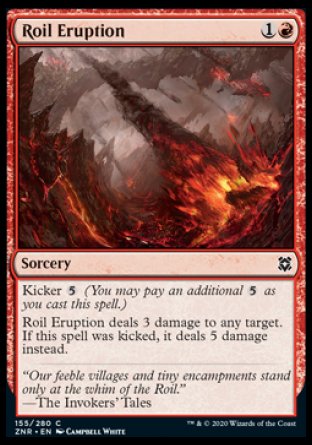 Roil Eruption 1
Sorcery
Kicker 5 (You may pay an additional 5 as
you cast this spell.)
Roil Eruption deals 3 damage to any target.
If this spell was kicked, it deals 5 damage
instead.
“Our feeble villages and tiny encampments stand
only at the whim of the Roil.”
—The Invokers’ Tales
155/280 C
ZNR • EN CAMPBELL WHITE
™ & © 2020 Wizards of the Coast